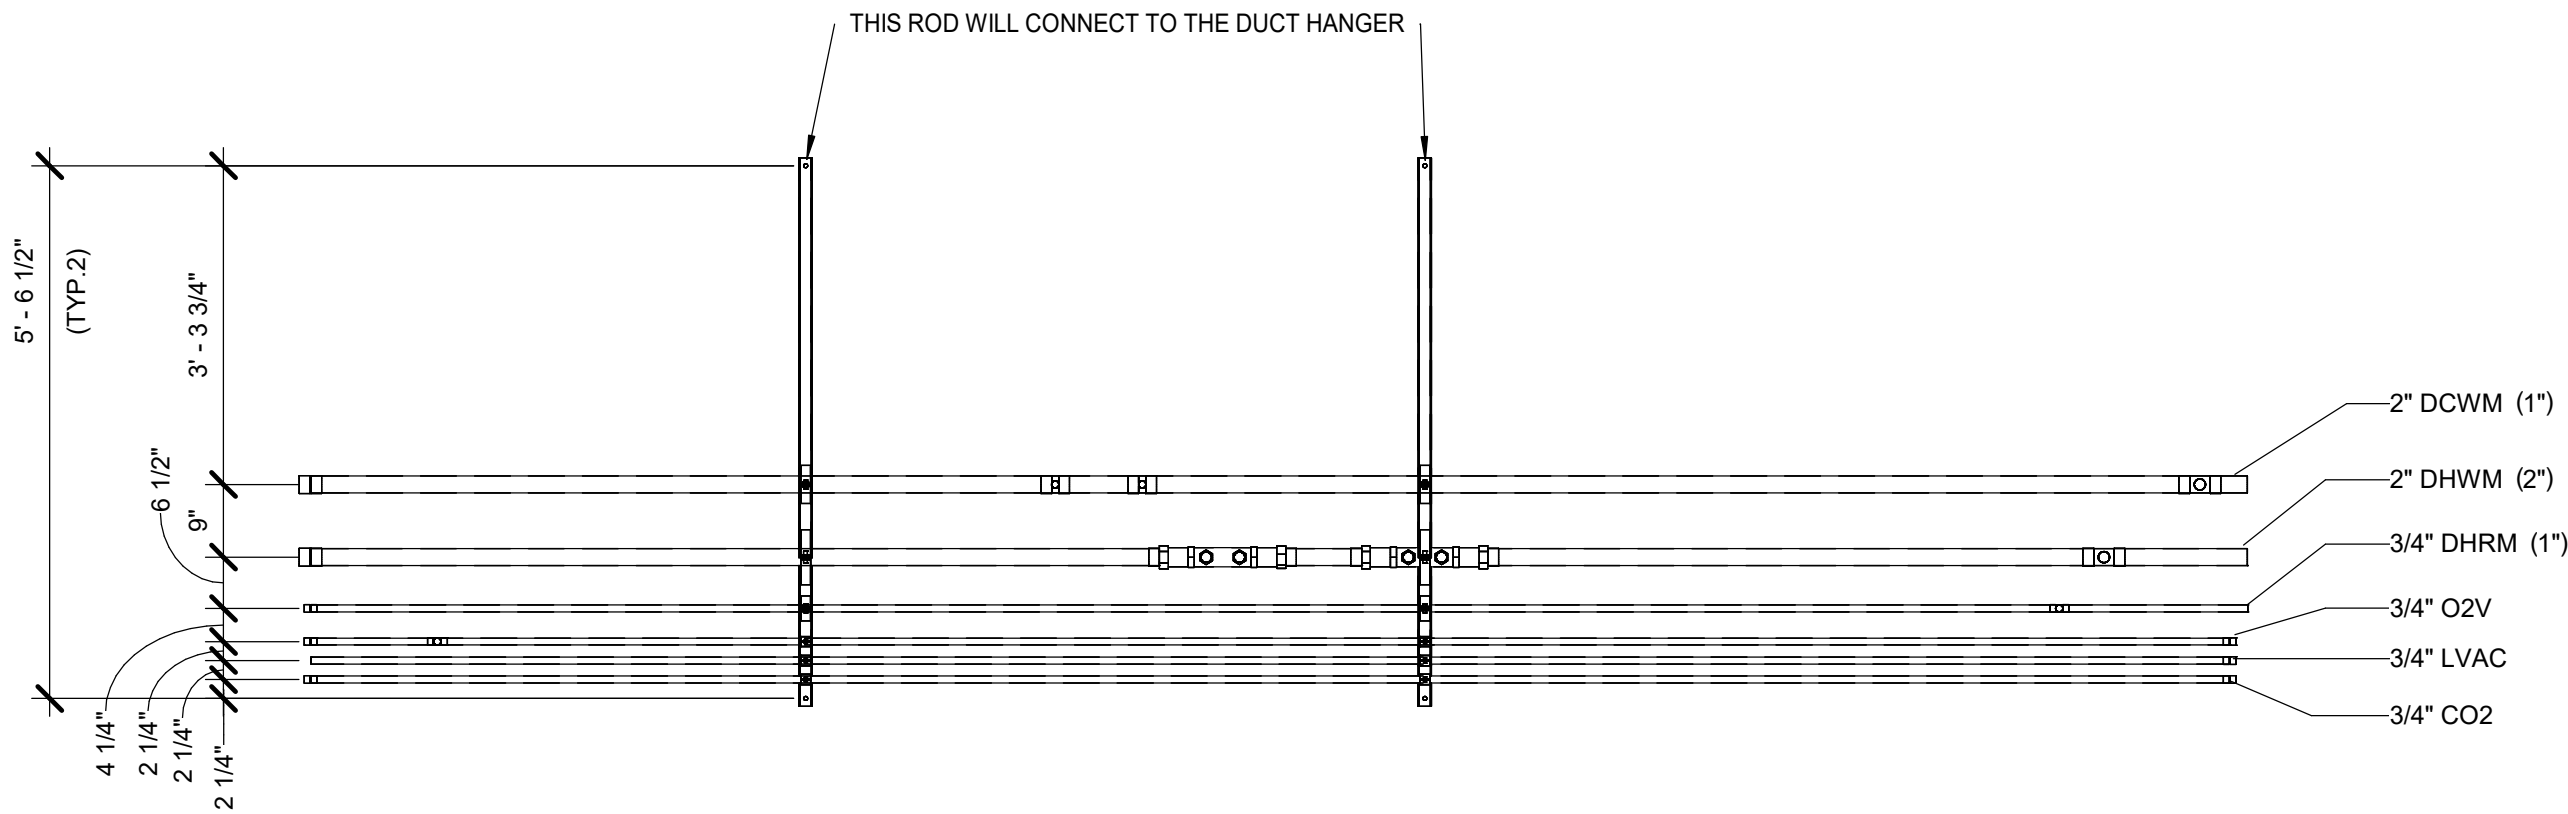 THIS ROD WILL CONNECT TO THE DUCT HANGER
5' - 6 1/2"
(TYP.2)
3' - 3 3/4"
6 1/2"
9"
4 1/4"
2 1/4"
2 1/4"
2 1/4"
2" DCWM (1")
2" DHWM (2")
3/4" DHRM (1")
3/4" O2V
3/4" LVAC
3/4" CO2